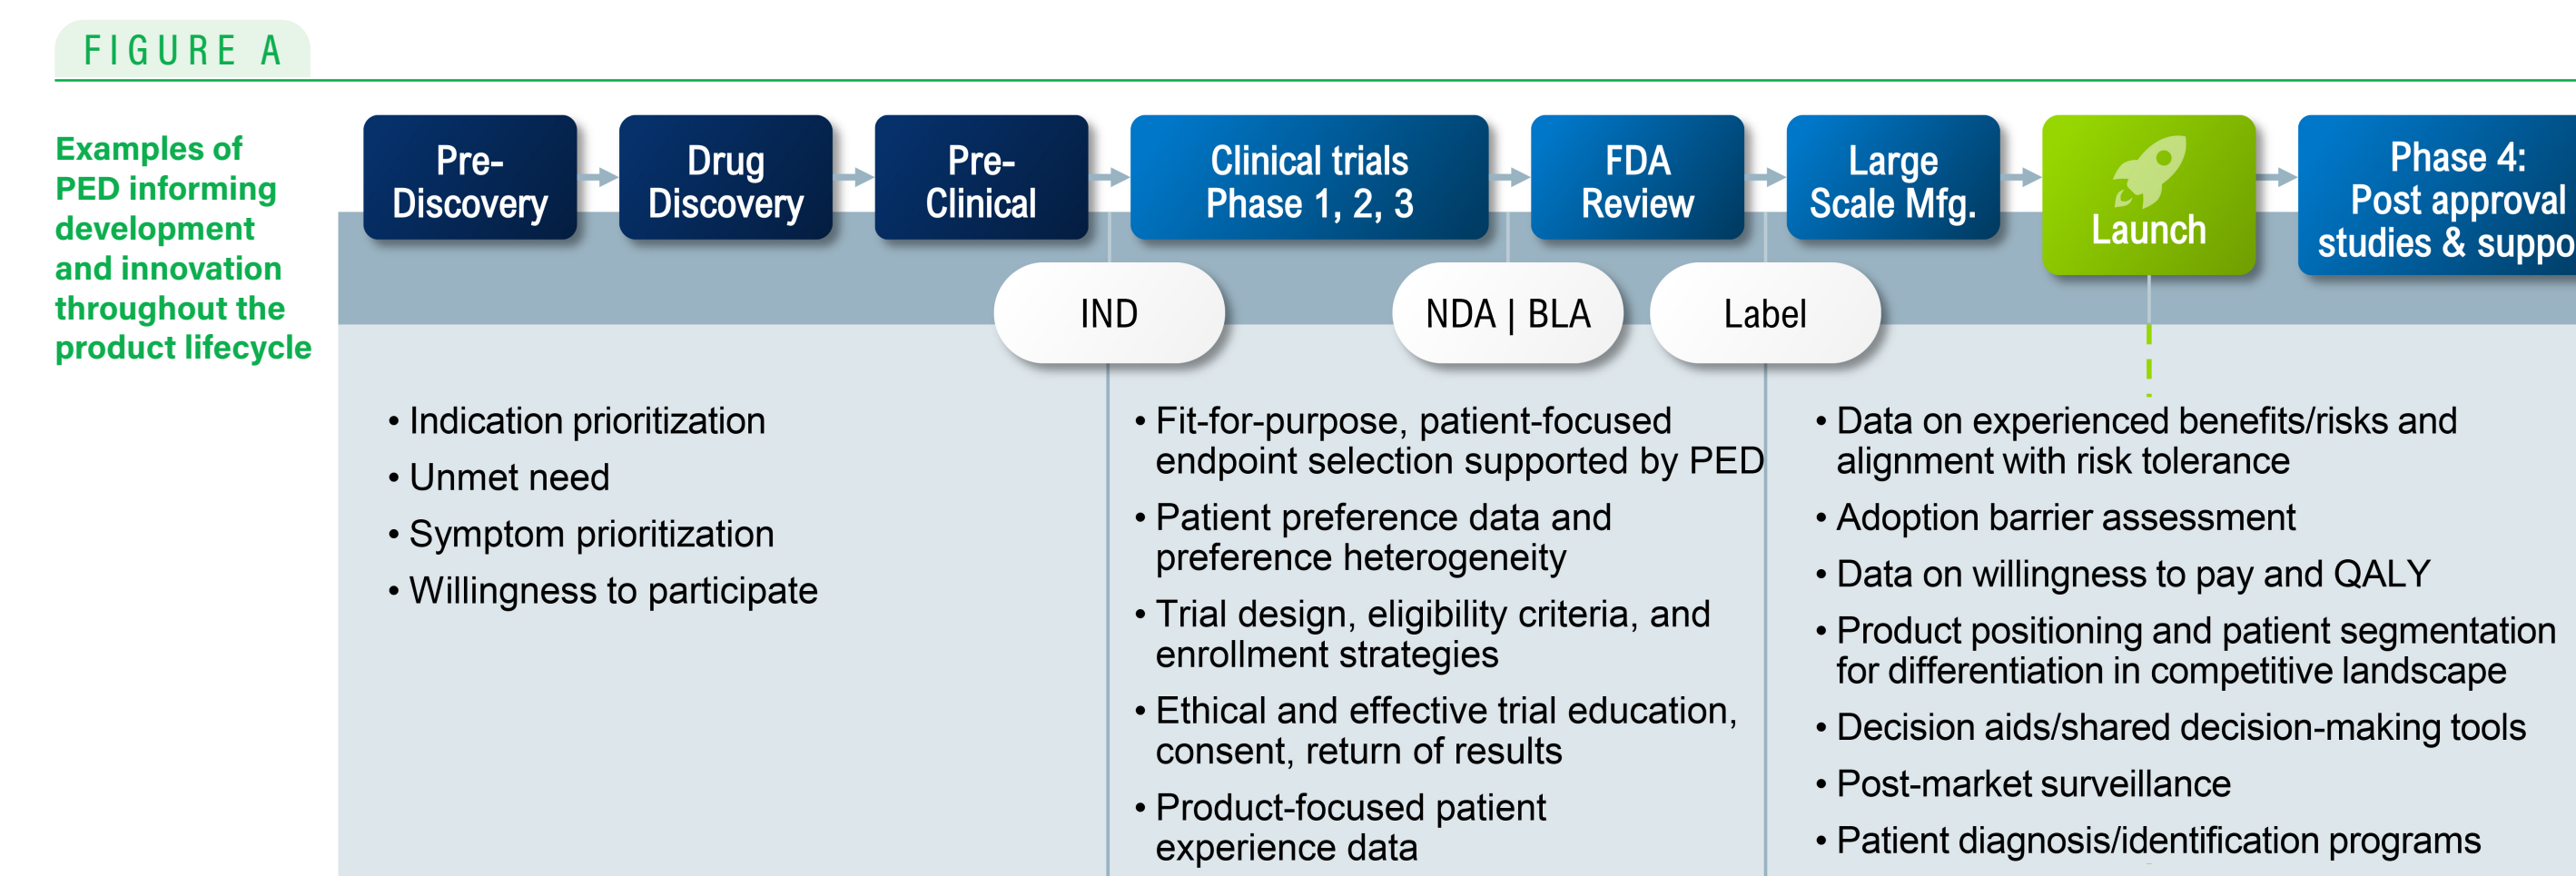 FIGURE A
Examples of
PED informing
development
and innovation
throughout the
product lifecycle
Pre-
Discovery
Drug
Discovery
Pre-
Clinical
Clinical trials
Phase 1, 2, 3
FDA
Review
Large
Scale Mfg.
Launch
Phase 4:
Post approval
studies &
IND
NDA | BLA
Label
• Indication prioritization
• Unmet need
• Symptom prioritization
• Willingness to participate
• Fit-for-purpose, patient-focused
endpoint selection supported by PED
• Patient preference data and
preference heterogeneity
• Trial design, eligibility criteria, and
enrollment strategies
• Ethical and effective trial education,
consent, return of results
• Product-focused patient
experience data
• Data on experienced benefits/risks and
alignment with risk tolerance
• Adoption barrier assessment
• Data on willingness to pay and QALY
• Product positioning and patient segmentation
for differentiation in competitive landscape
• Decision aids/shared decision-making tools
• Post-market surveillance
• Patient diagnosis/identification programs